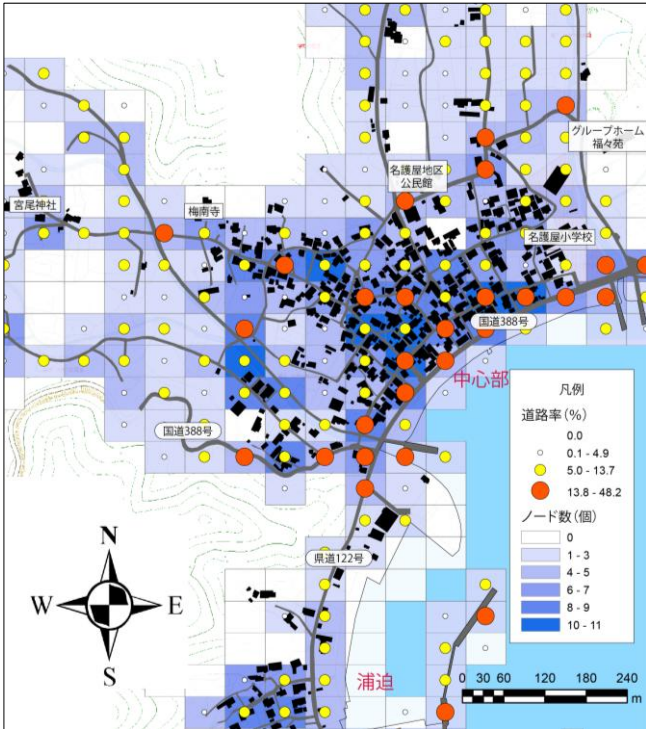 グループホーム
福々苑
名護屋地区
公民館
宮尾神社
梅南寺
名護屋小学校
国道388号
中心部
国道388号
凡例
道路率(%)
0.0
0.1 - 4.9
5.0 - 13.7
13.8 - 48.2
ノード数(個)
0
1 - 3
4 - 5
6 - 7
8 - 9
10 - 11
県道122号
N
W
E
S
浦迫
0 30 60 120 180 240
m